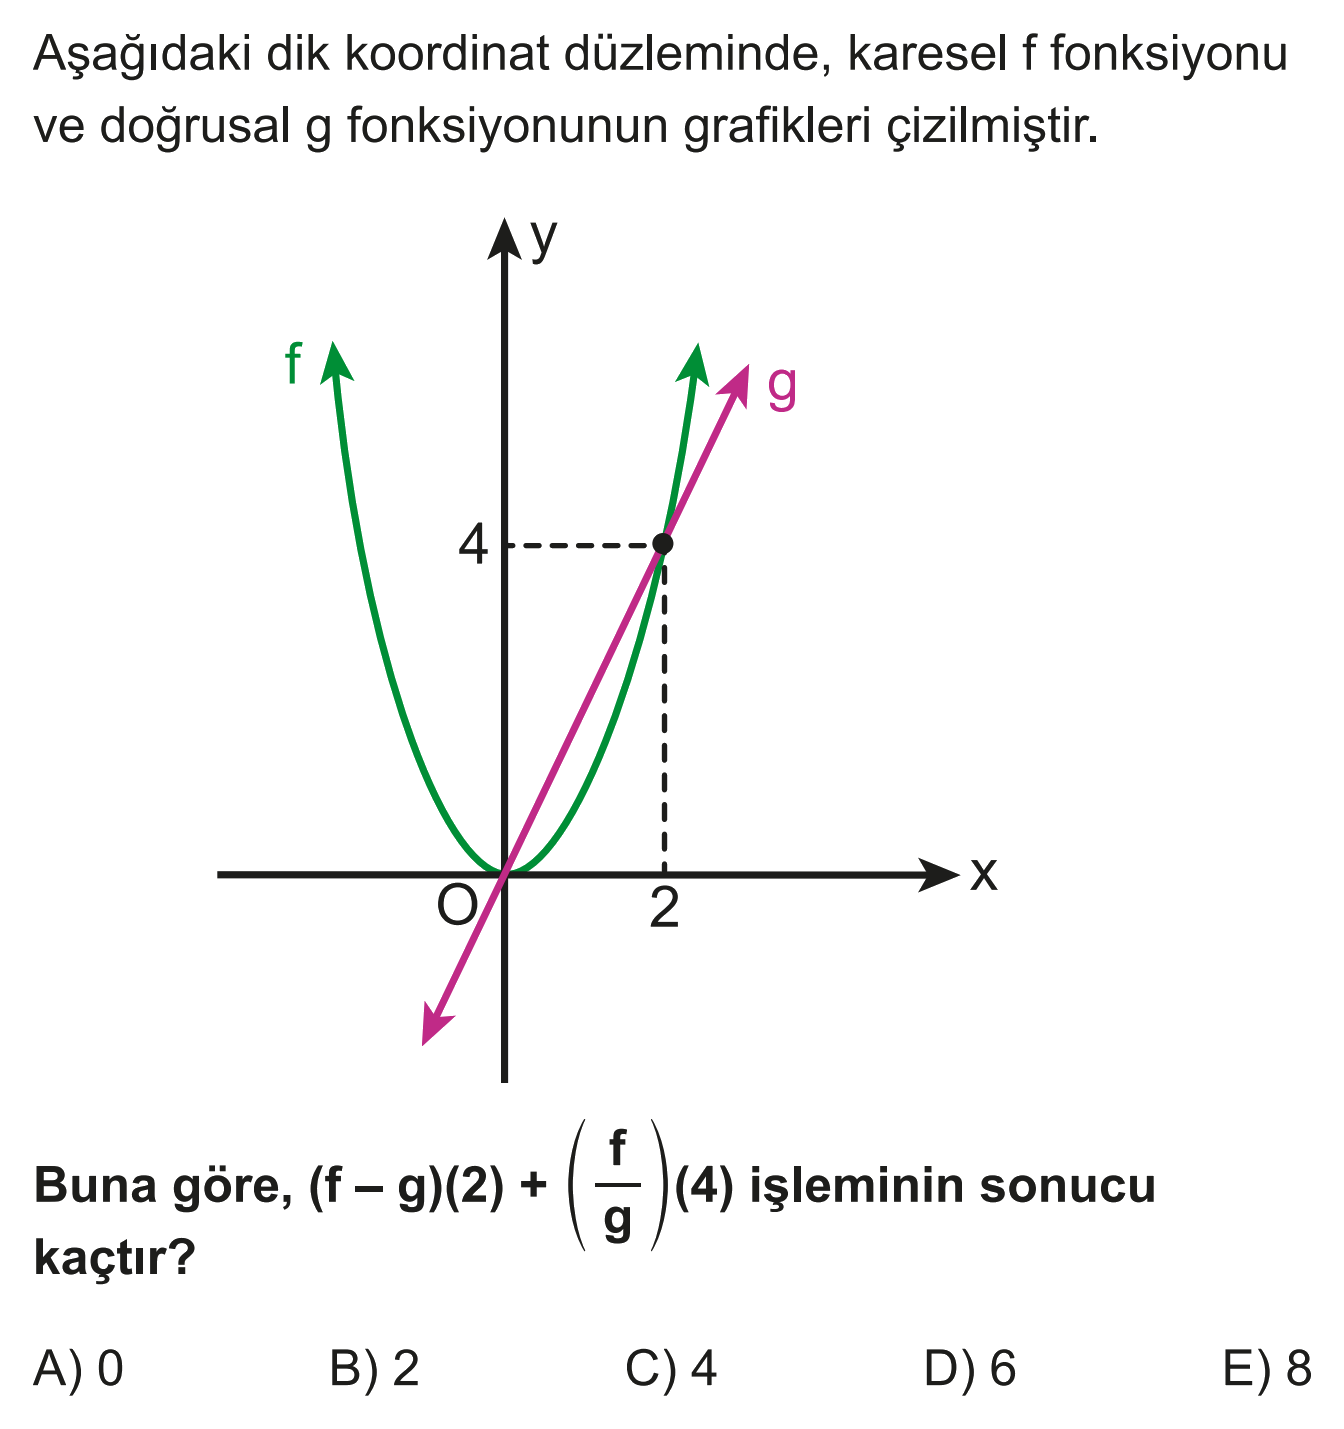 Aşağıdaki dik koordinat düzleminde, karesel f fonksiyonu
ve doğrusal g fonksiyonunun grafikleri çizilmiştir.
y
f
g
4
x
O
2
Buna göre, (f – g)(2) + (f/g)(4) işleminin sonucu
kaçtır?
A) 0 B) 2 C) 4 D) 6 E) 8